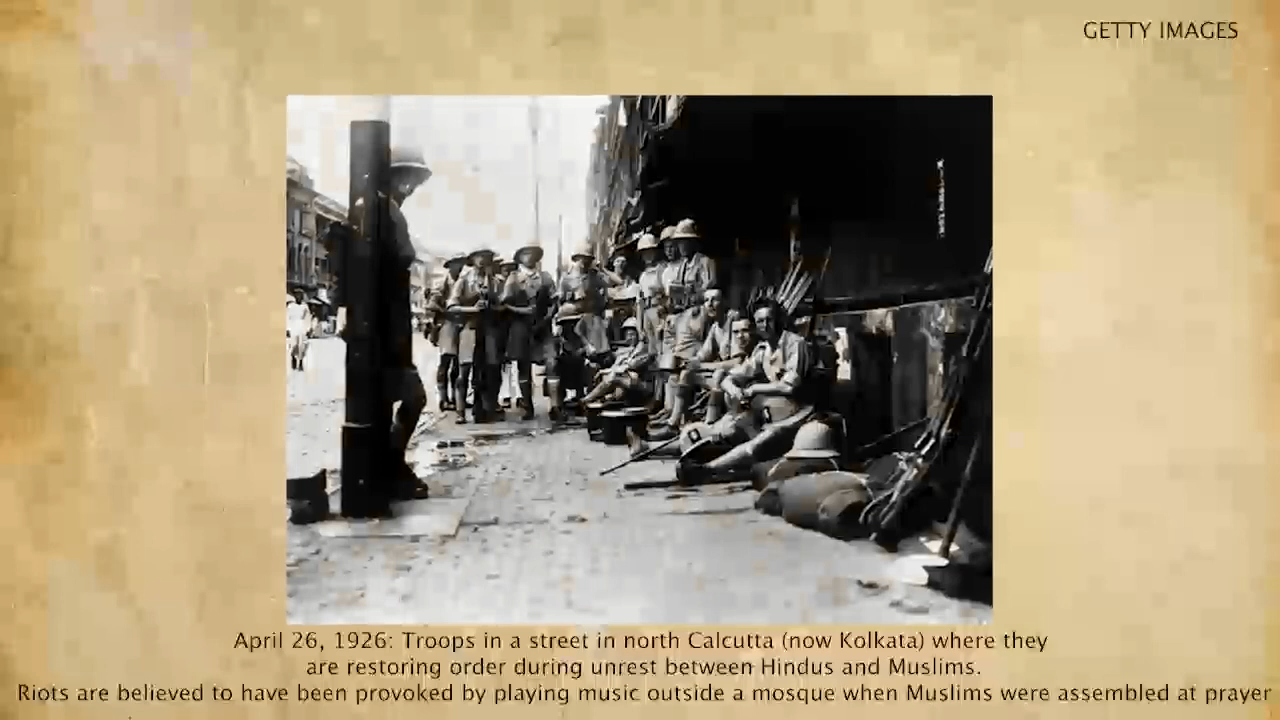 GETTY IMAGES
April 26, 1926: Troops in a street in north Calcutta (now Kolkata) where they
are restoring order during unrest between Hindus and Muslims.
Riots are believed to have been provoked by playing music outside a mosque when Muslims were assembled at prayer